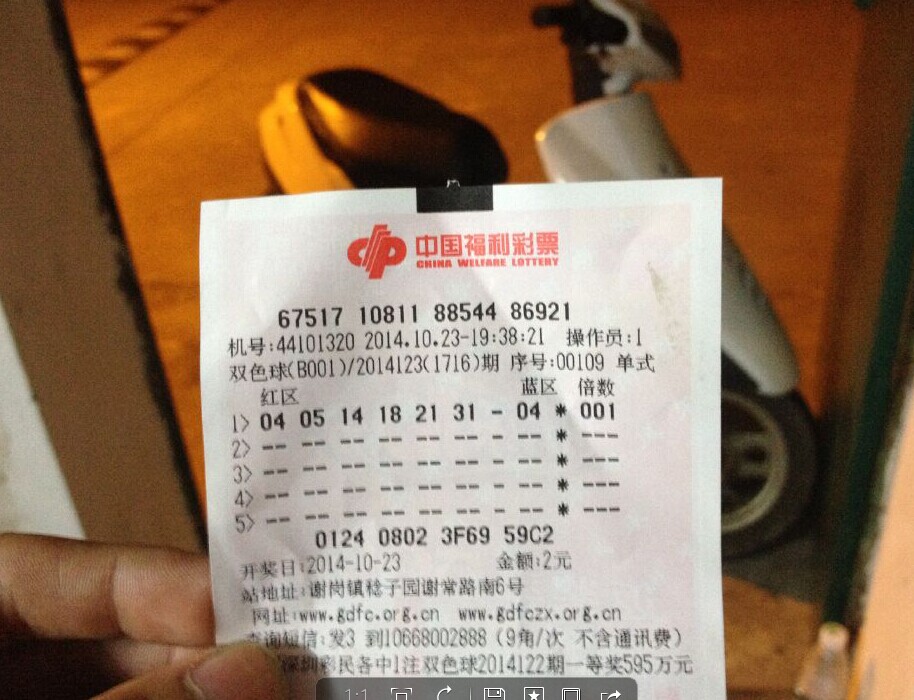 中国福利彩票
CHINA WELFARE LOTTERY
67517 10811 88544 86921
机号:44101320 2014.10.23-19:38:21 操作员:1
双色球(B001)/2014123(1716)期 序号:00109 单式
红区 蓝区 倍数
1> 04 05 14 18 21 31 - 04 * 001
2> -- -- -- -- -- -- - -- * ---
3> -- -- -- -- -- -- - -- * ---
4> -- -- -- -- -- -- - -- * ---
5> -- -- -- -- -- -- - -- * ---
0124 0802 3F69 59C2
开奖日:2014-10-23 金额:2元
站地址:谢岗镇稔子园谢常路南6号
网址:www.gdfc.org.cn www.gdfczx.org.cn
查询短信:发3 到10668002888(9角/次 不含通讯费)
深圳彩民各中1注双色球2014122期一等奖595万元
1:1